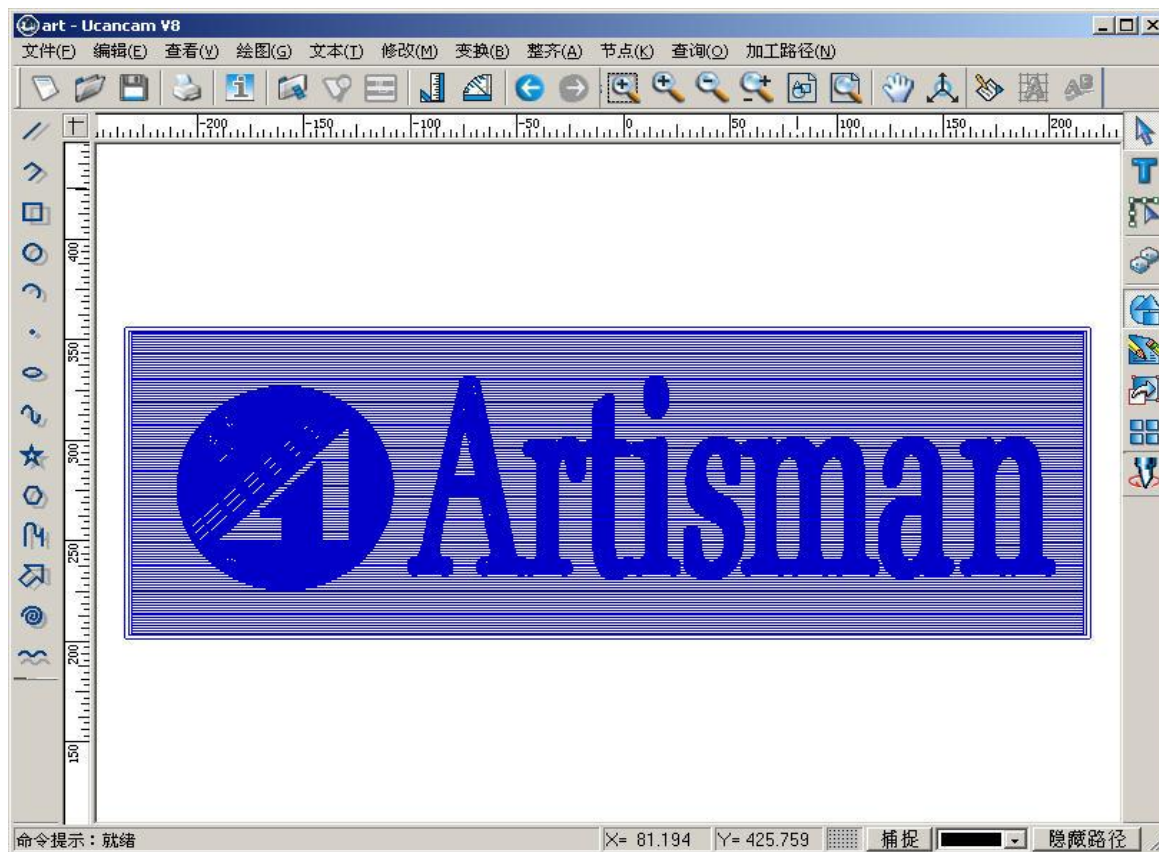 art - Ucancam V8
文件(F) 编辑(E) 查看(V) 绘图(G) 文本(T) 修改(M) 变换(B) 整齐(A) 节点(K) 查询(O) 加工路径(N)
-200 -150 -100 -50 0 50 100 150 200
400
350
300
250
200
150
Artisman
命令提示：就绪 X= 81.194 Y= 425.759 捕捉 隐藏路径